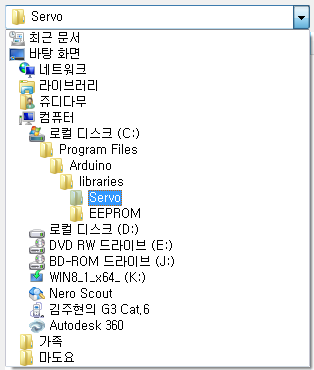 Servo
최근 문서
바탕 화면
네트워크
라이브러리
쥬디다무
컴퓨터
로컬 디스크 (C:)
Program Files
Arduino
libraries
Servo
EEPROM
로컬 디스크 (D:)
DVD RW 드라이브 (E:)
BD-ROM 드라이브 (J:)
WIN8_1_x64_ (K:)
Nero Scout
김주현의 G3 Cat.6
Autodesk 360
가족
마도요